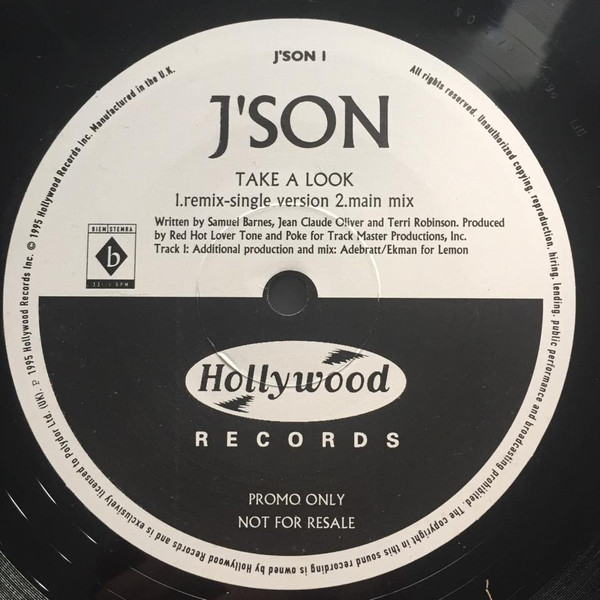 J'SON 1
J'SON
TAKE A LOOK
1.remix-single version 2.main mix
Written by Samuel Barnes, Jean Claude Oliver and Terri Robinson. Produced
by Red Hot Lover Tone and Poke for Track Master Productions, Inc.
Track 1: Additional production and mix: Adebratt/Ekman for Lemon
BIEM|STEMRA
b
Hollywood
RECORDS
PROMO ONLY
NOT FOR RESALE
℗ 1995 Hollywood Records Inc. © 1995 Hollywood Records Inc. Manufactured in the U.K.
All rights reserved. Unauthorized copying, reproduction, hiring, lending, public performance and broadcasting prohibited. The copyright in this sound recording is owned by Hollywood Records and is exclusively licensed to Polydor Ltd. (UK).